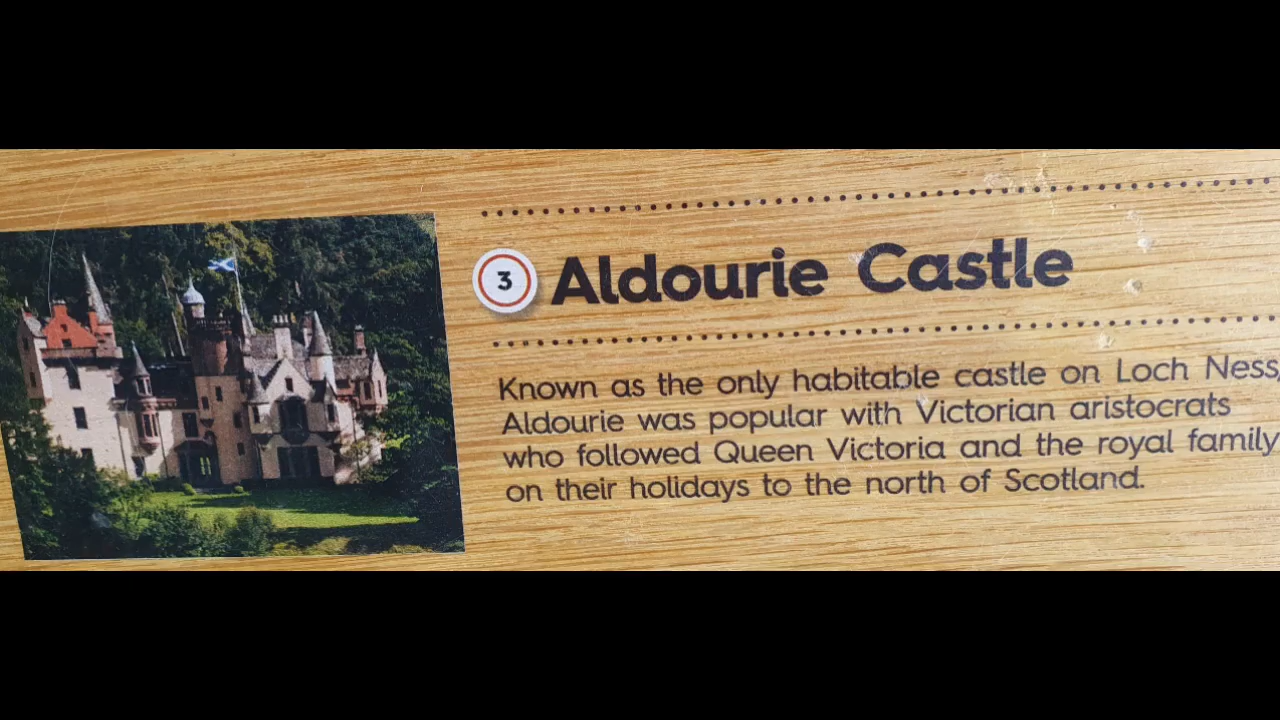 3 Aldourie Castle
Known as the only habitable castle on Loch Ness,
Aldourie was popular with Victorian aristocrats
who followed Queen Victoria and the royal family
on their holidays to the north of Scotland.